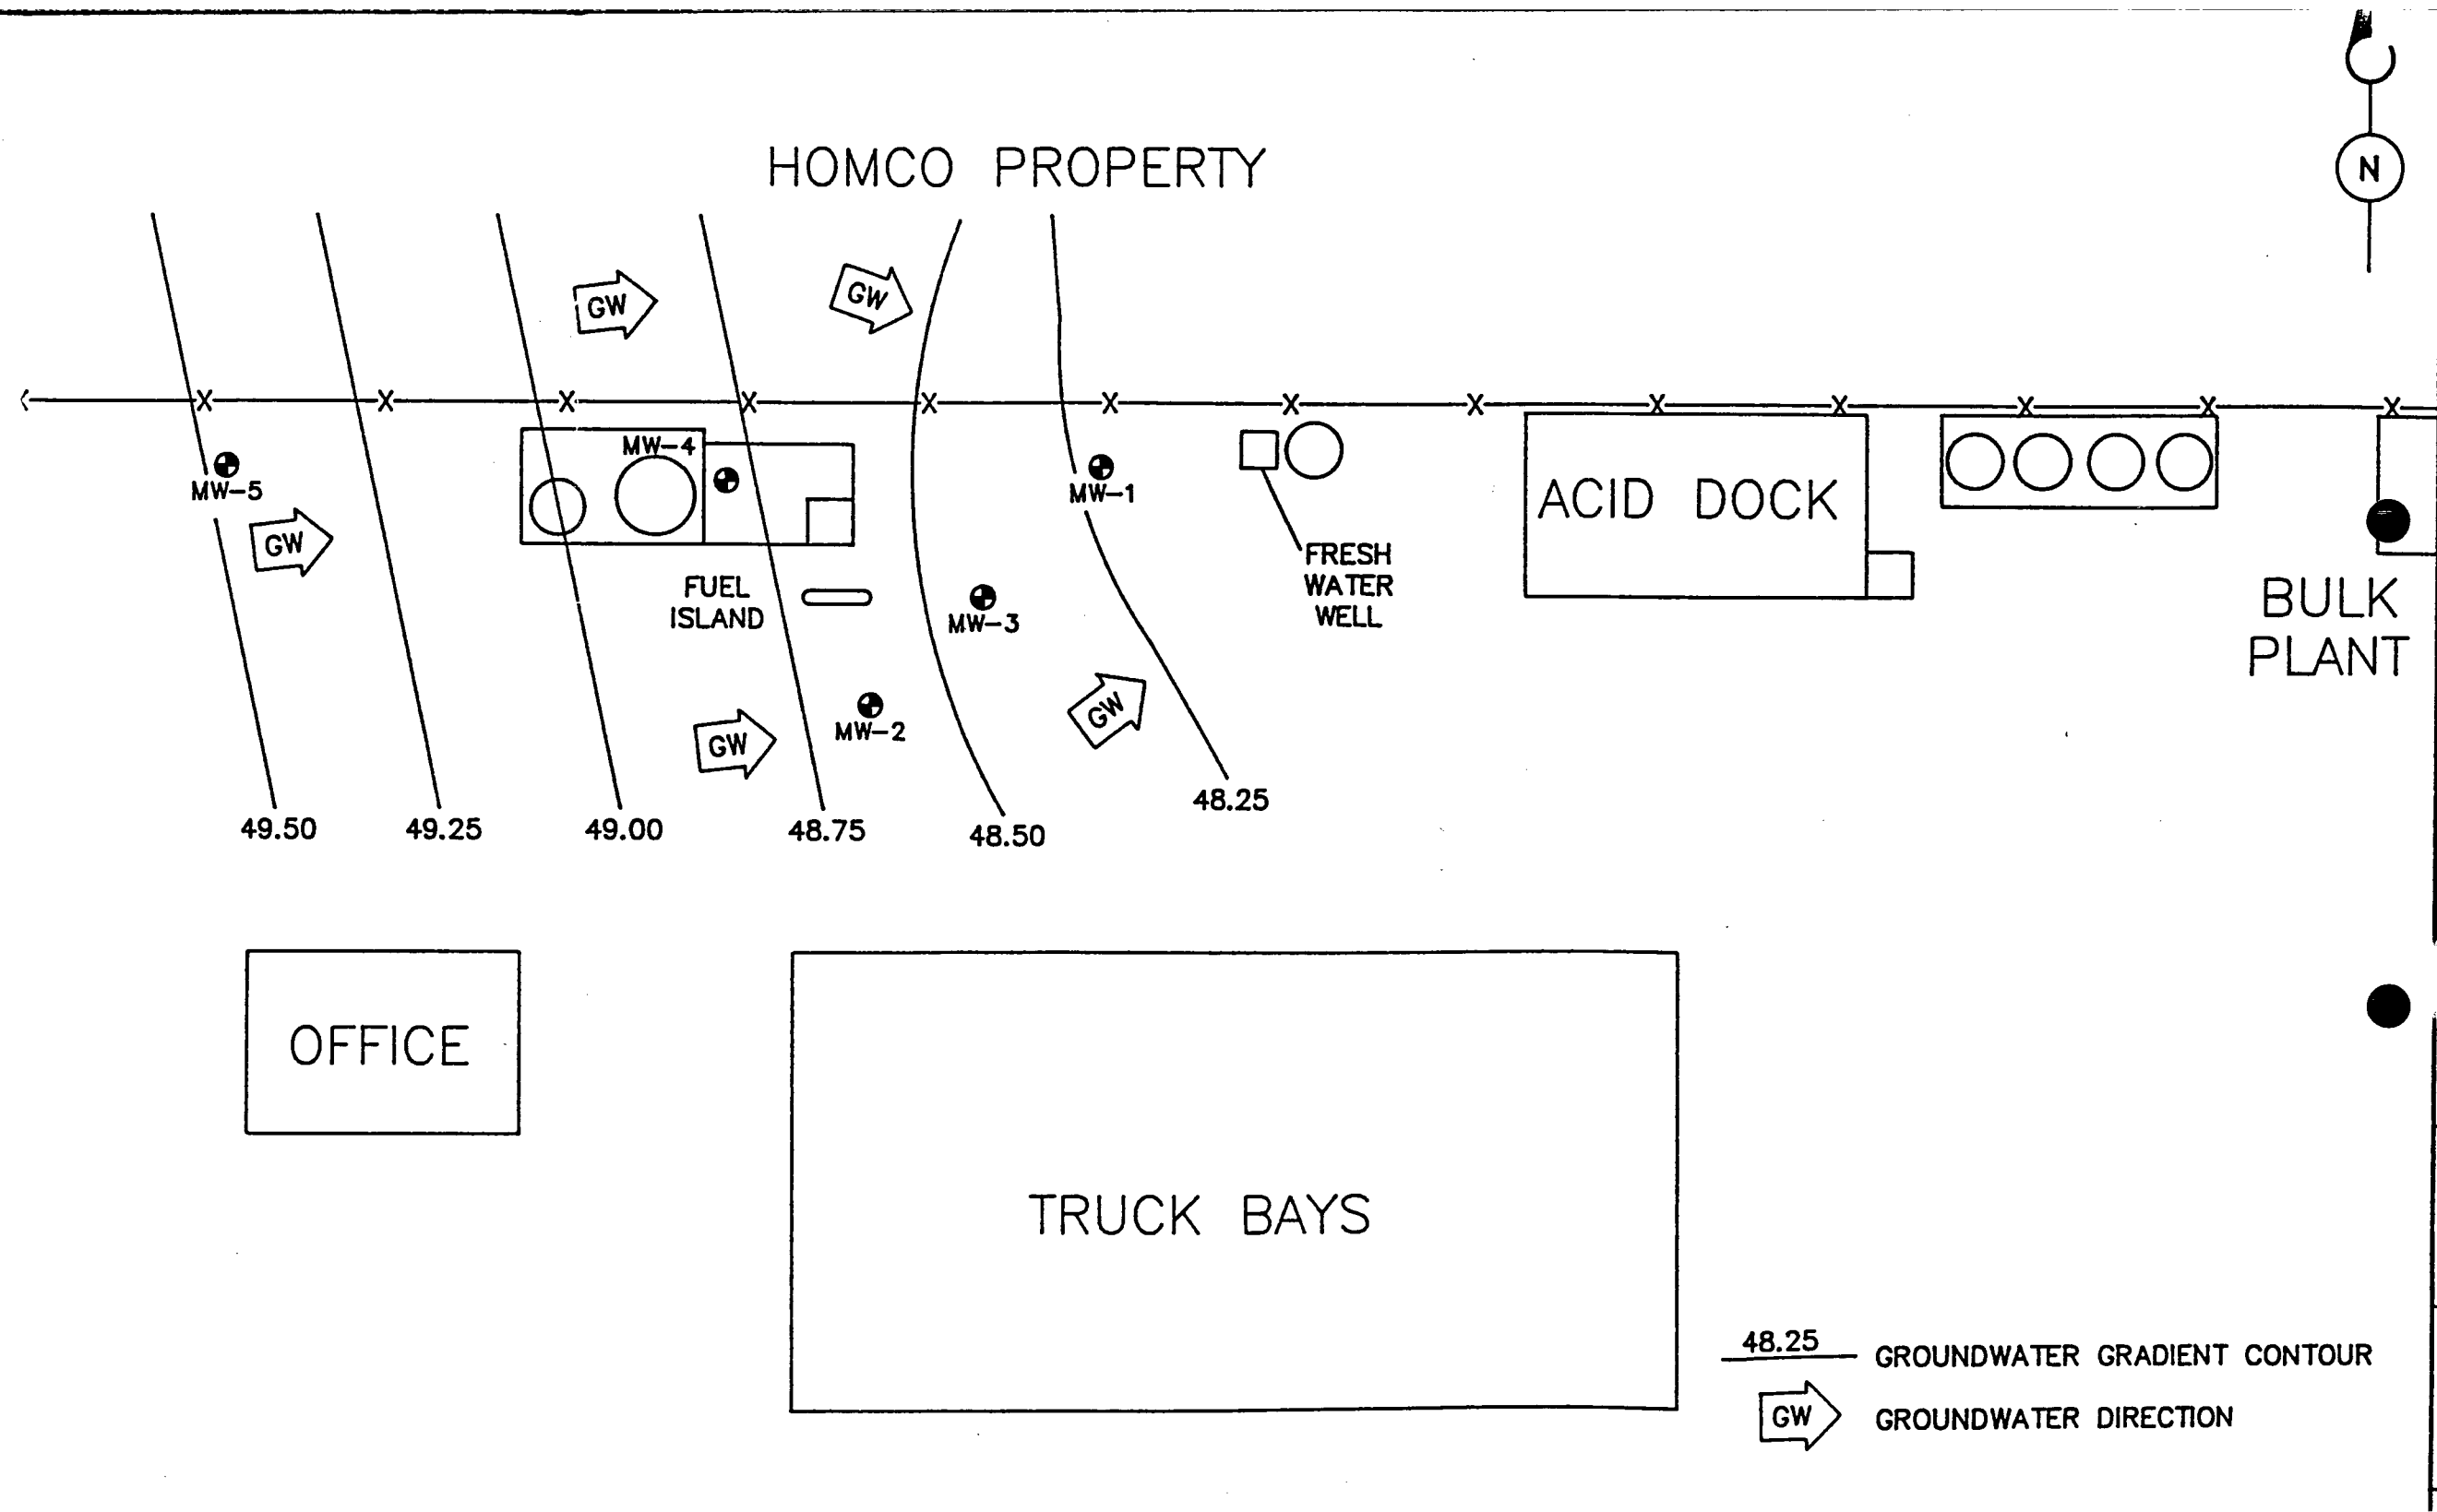 N
HOMCO PROPERTY
GW
GW
X X X X X X X X X X X X X
MW-4
MW-5
MW-1
ACID DOCK
GW
FRESH
WATER
WELL
FUEL
ISLAND
MW-3
BULK
PLANT
MW-2
GW
GW
48.25
49.50 49.25 49.00 48.75 48.50
OFFICE
TRUCK BAYS
48.25 GROUNDWATER GRADIENT CONTOUR
GW GROUNDWATER DIRECTION